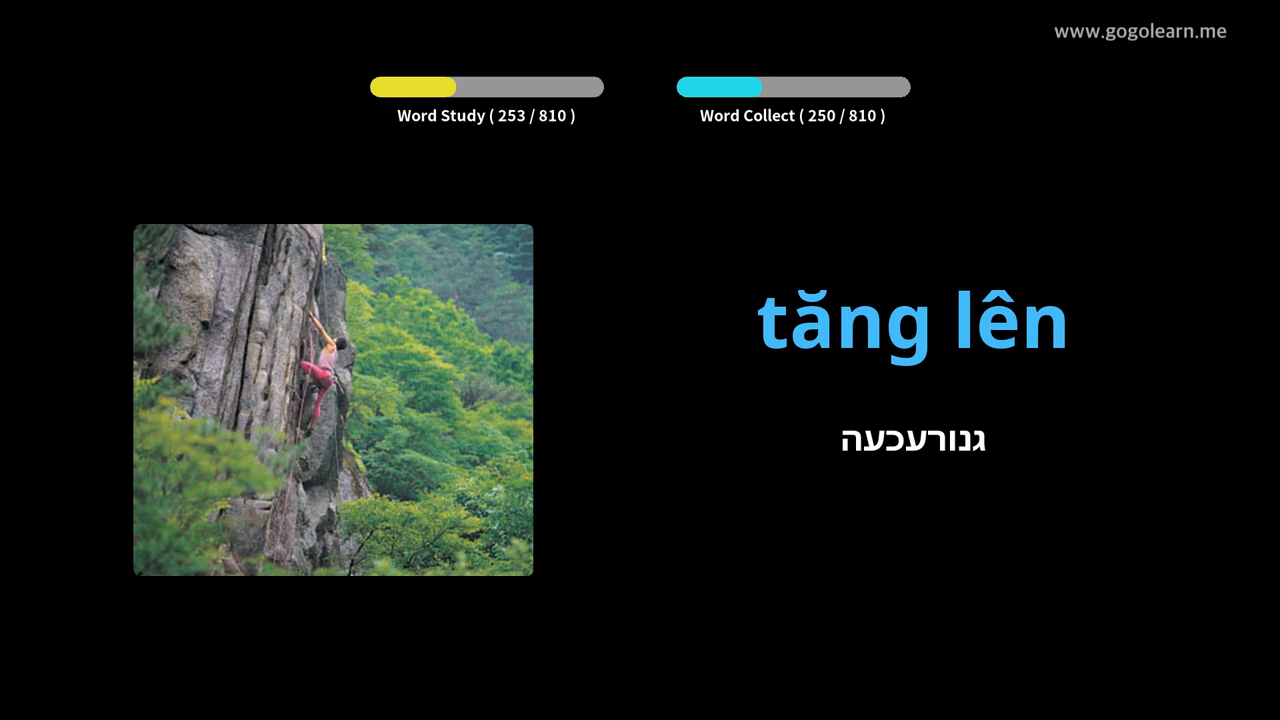 www.gogolearn.me
Word Study ( 253 / 810 )
Word Collect ( 250 / 810 )
tăng lên
גנורעכעה